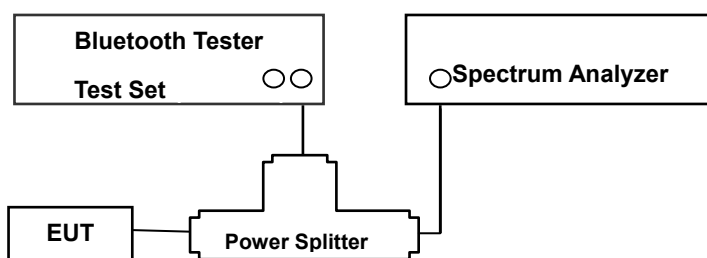 Bluetooth Tester
Test Set
Spectrum Analyzer
EUT
Power Splitter